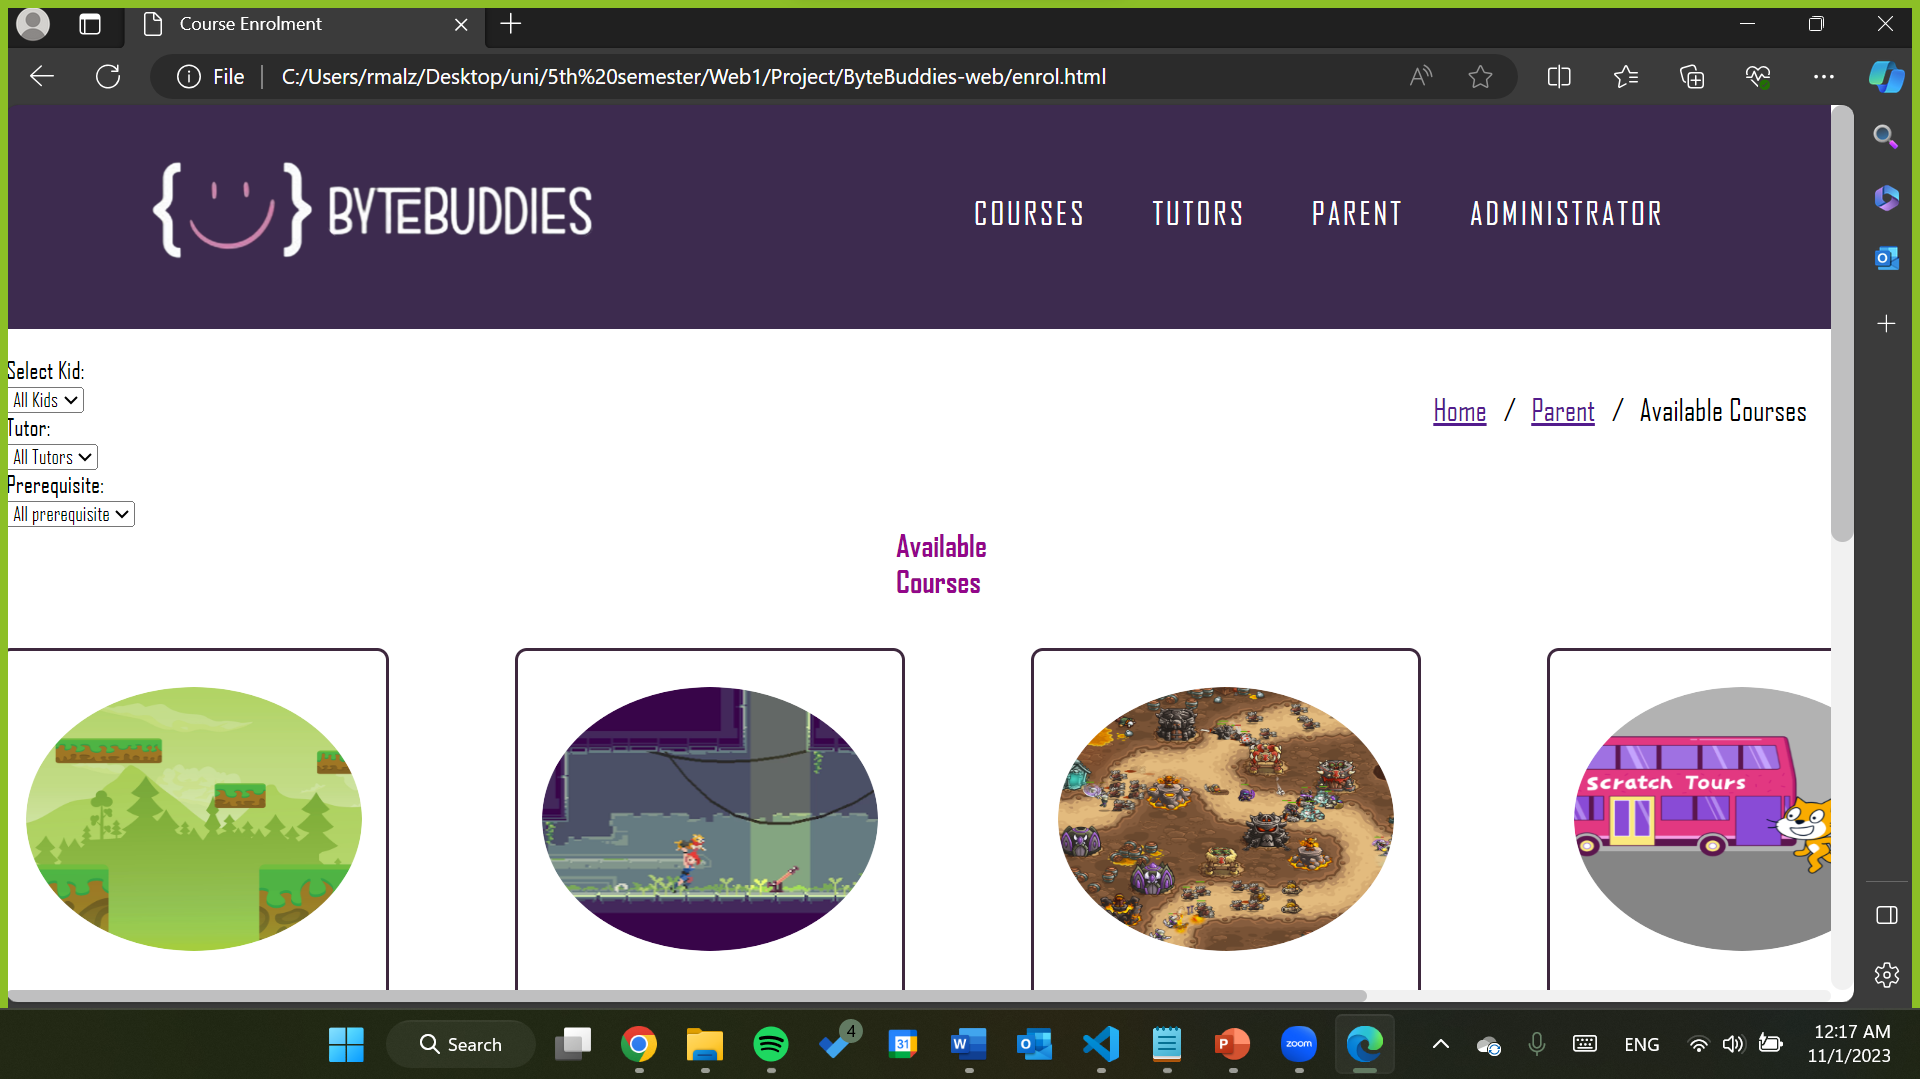 Course Enrolment
File
C:/Users/rmalz/Desktop/uni/5th%20semester/Web1/Project/ByteBuddies-web/enrol.html
BYTEBUDDIES
COURSES TUTORS PARENT ADMINISTRATOR
Select Kid:
All Kids
Home / Parent / Available Courses
Tutor:
All Tutors
Prerequisite:
All prerequisite
Available
Courses
Scratch Tours
Search
4
31
zoom
ENG
12:17 AM
11/1/2023